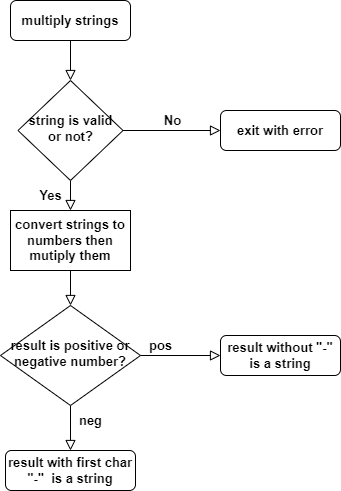 multiply strings
string is valid
or not?
No
exit with error
Yes
convert strings to
numbers then
mutiply them
result is positive or
negative number?
pos
result without "-"
is a string
neg
result with first char
"-" is a string